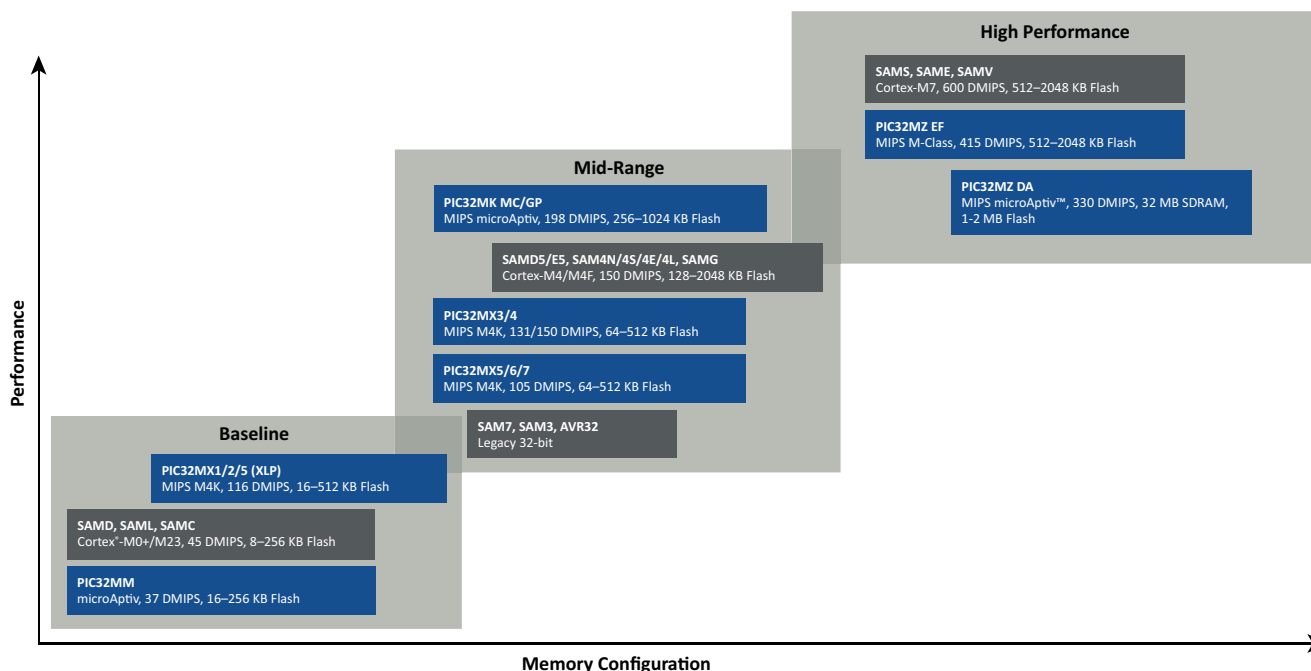 High Performance
SAMS, SAME, SAMV
Cortex-M7, 600 DMIPS, 512–2048 KB Flash
PIC32MZ EF
MIPS M-Class, 415 DMIPS, 512–2048 KB Flash
PIC32MZ DA
MIPS microAptiv™, 330 DMIPS, 32 MB SDRAM,
1-2 MB Flash
Mid-Range
PIC32MK MC/GP
MIPS microAptiv, 198 DMIPS, 256–1024 KB Flash
SAMD5/E5, SAM4N/4S/4E/4L, SAMG
Cortex-M4/M4F, 150 DMIPS, 128–2048 KB Flash
PIC32MX3/4
MIPS M4K, 131/150 DMIPS, 64–512 KB Flash
PIC32MX5/6/7
MIPS M4K, 105 DMIPS, 64–512 KB Flash
SAM7, SAM3, AVR32
Legacy 32-bit
Baseline
PIC32MX1/2/5 (XLP)
MIPS M4K, 116 DMIPS, 16–512 KB Flash
SAMD, SAML, SAMC
Cortex®-M0+/M23, 45 DMIPS, 8–256 KB Flash
PIC32MM
microAptiv, 37 DMIPS, 16–256 KB Flash
Performance
Memory Configuration